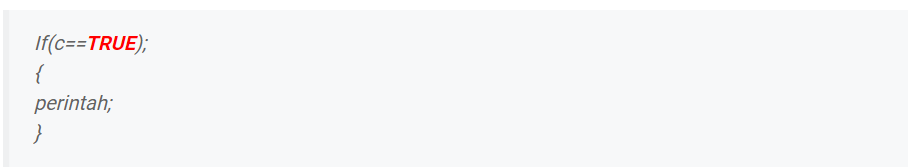 If(c==TRUE);
{
perintah;
}